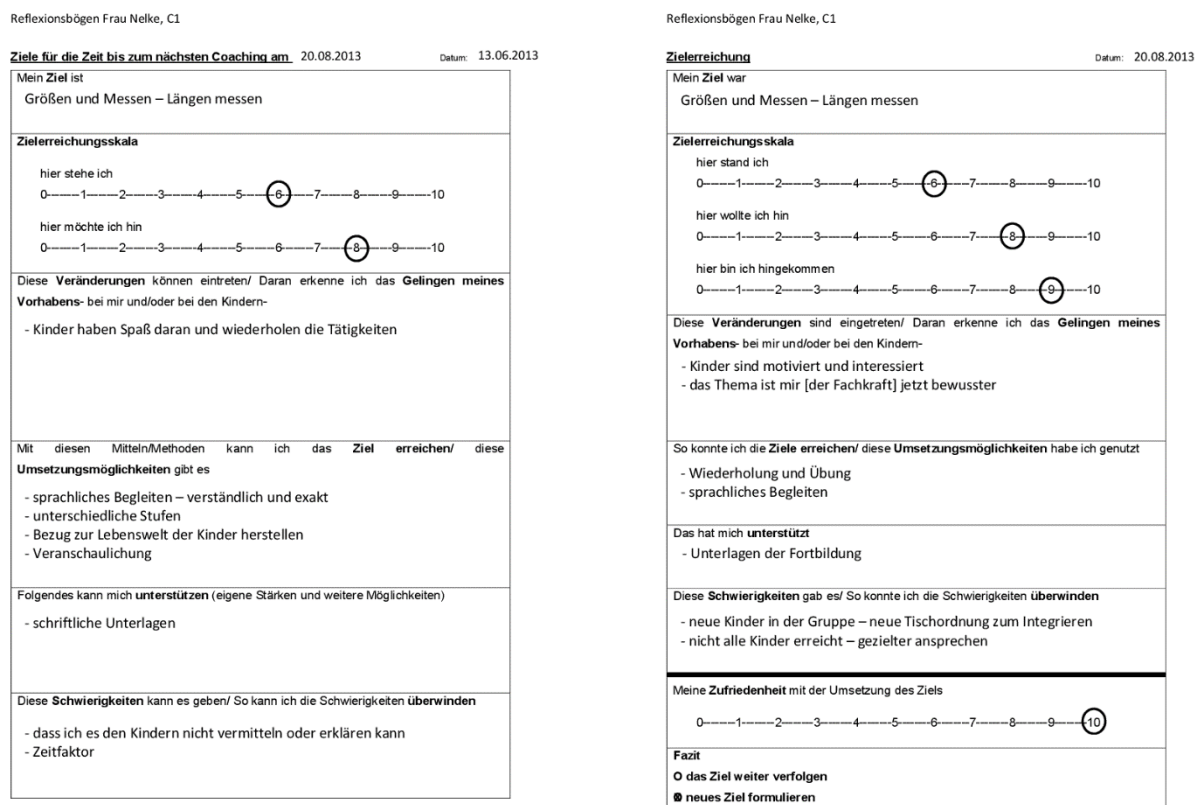 Reflexionsbögen Frau Nelke, C1
Ziele für die Zeit bis zum nächsten Coaching am 20.08.2013 Datum: 13.06.2013
Mein Ziel ist
Größen und Messen – Längen messen
Zielerreichungsskala
hier stehe ich
0-------1-------2-------3-------4-------5-------6-------7-------8-------9-------10
hier möchte ich hin
0-------1-------2-------3-------4-------5-------6-------7-------8-------9-------10
Diese Veränderungen können eintreten/ Daran erkenne ich das Gelingen meines
Vorhabens- bei mir und/oder bei den Kindern-
- Kinder haben Spaß daran und wiederholen die Tätigkeiten
Mit diesen Mitteln/Methoden kann ich das Ziel erreichen/ diese
Umsetzungsmöglichkeiten gibt es
- sprachliches Begleiten – verständlich und exakt
- unterschiedliche Stufen
- Bezug zur Lebenswelt der Kinder herstellen
- Veranschaulichung
Folgendes kann mich unterstützen (eigene Stärken und weitere Möglichkeiten)
- schriftliche Unterlagen
Diese Schwierigkeiten kann es geben/ So kann ich die Schwierigkeiten überwinden
- dass ich es den Kindern nicht vermitteln oder erklären kann
- Zeitfaktor
Reflexionsbögen Frau Nelke, C1
Zielerreichung Datum: 20.08.2013
Mein Ziel war
Größen und Messen – Längen messen
Zielerreichungsskala
hier stand ich
0-------1-------2-------3-------4-------5-------6-------7-------8-------9-------10
hier wollte ich hin
0-------1-------2-------3-------4-------5-------6-------7-------8-------9-------10
hier bin ich hingekommen
0-------1-------2-------3-------4-------5-------6-------7-------8-------9-------10
Diese Veränderungen sind eingetreten/ Daran erkenne ich das Gelingen meines
Vorhabens- bei mir und/oder bei den Kindern-
- Kinder sind motiviert und interessiert
- das Thema ist mir [der Fachkraft] jetzt bewusster
So konnte ich die Ziele erreichen/ diese Umsetzungsmöglichkeiten habe ich genutzt
- Wiederholung und Übung
- sprachliches Begleiten
Das hat mich unterstützt
- Unterlagen der Fortbildung
Diese Schwierigkeiten gab es/ So konnte ich die Schwierigkeiten überwinden
- neue Kinder in der Gruppe – neue Tischordnung zum Integrieren
- nicht alle Kinder erreicht – gezielter ansprechen
Meine Zufriedenheit mit der Umsetzung des Ziels
0-------1-------2-------3-------4-------5-------6-------7-------8-------9-------10
Fazit
O das Ziel weiter verfolgen
⊗ neues Ziel formulieren